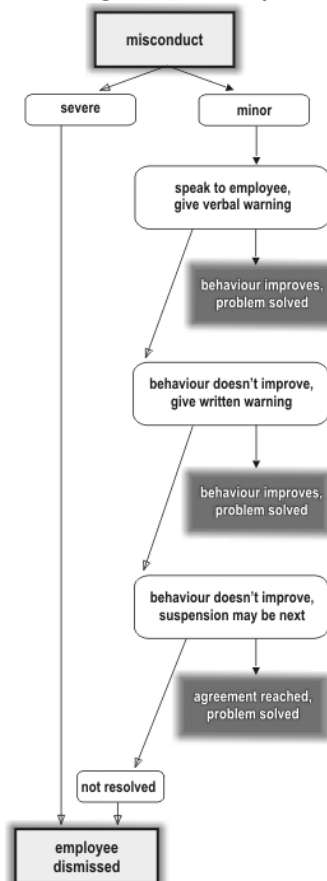 misconduct
severe
minor
speak to employee,
give verbal warning
behaviour improves,
problem solved
behaviour doesn't improve,
give written warning
behaviour improves,
problem solved
behaviour doesn't improve,
suspension may be next
agreement reached,
problem solved
not resolved
employee
dismissed